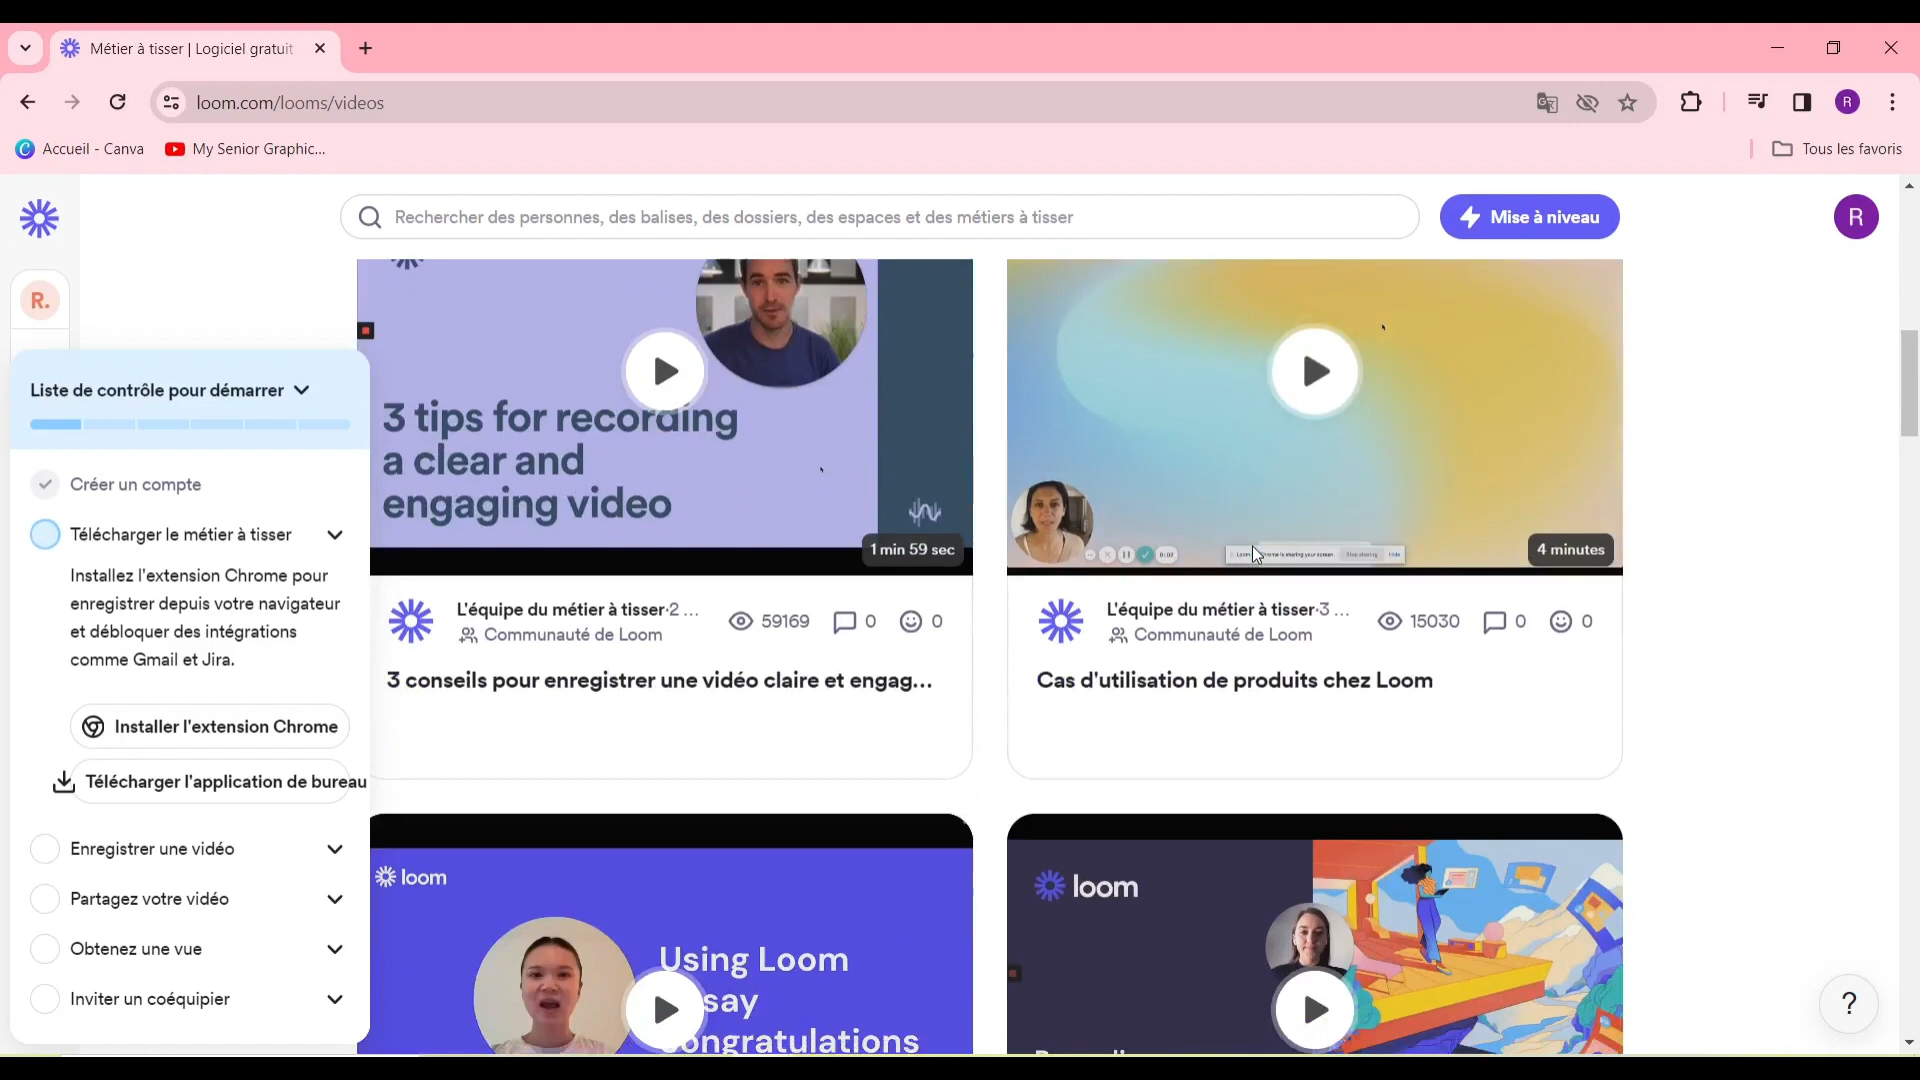 Métier à tisser | Logiciel gratuit
loom.com/looms/videos
R
Accueil - Canva
My Senior Graphic...
Tous les favoris
Rechercher des personnes, des balises, des dossiers, des espaces et des métiers à tisser
Mise à niveau
R
R.
Liste de contrôle pour démarrer
Créer un compte
Télécharger le métier à tisser
Installez l'extension Chrome pour
enregistrer depuis votre navigateur
et débloquer des intégrations
comme Gmail et Jira.
Installer l'extension Chrome
Télécharger l'application de bureau
Enregistrer une vidéo
Partagez votre vidéo
Obtenez une vue
Inviter un coéquipier
3 tips for recording
a clear and
engaging video
1 min 59 sec
L'équipe du métier à tisser·2 ...
Communauté de Loom
59169
0
0
3 conseils pour enregistrer une vidéo claire et engag...
0:02
Stop sharing
Hide
4 minutes
L'équipe du métier à tisser·3 ...
Communauté de Loom
15030
0
0
Cas d'utilisation de produits chez Loom
loom
Using Loom
say
ongratulations
loom
?